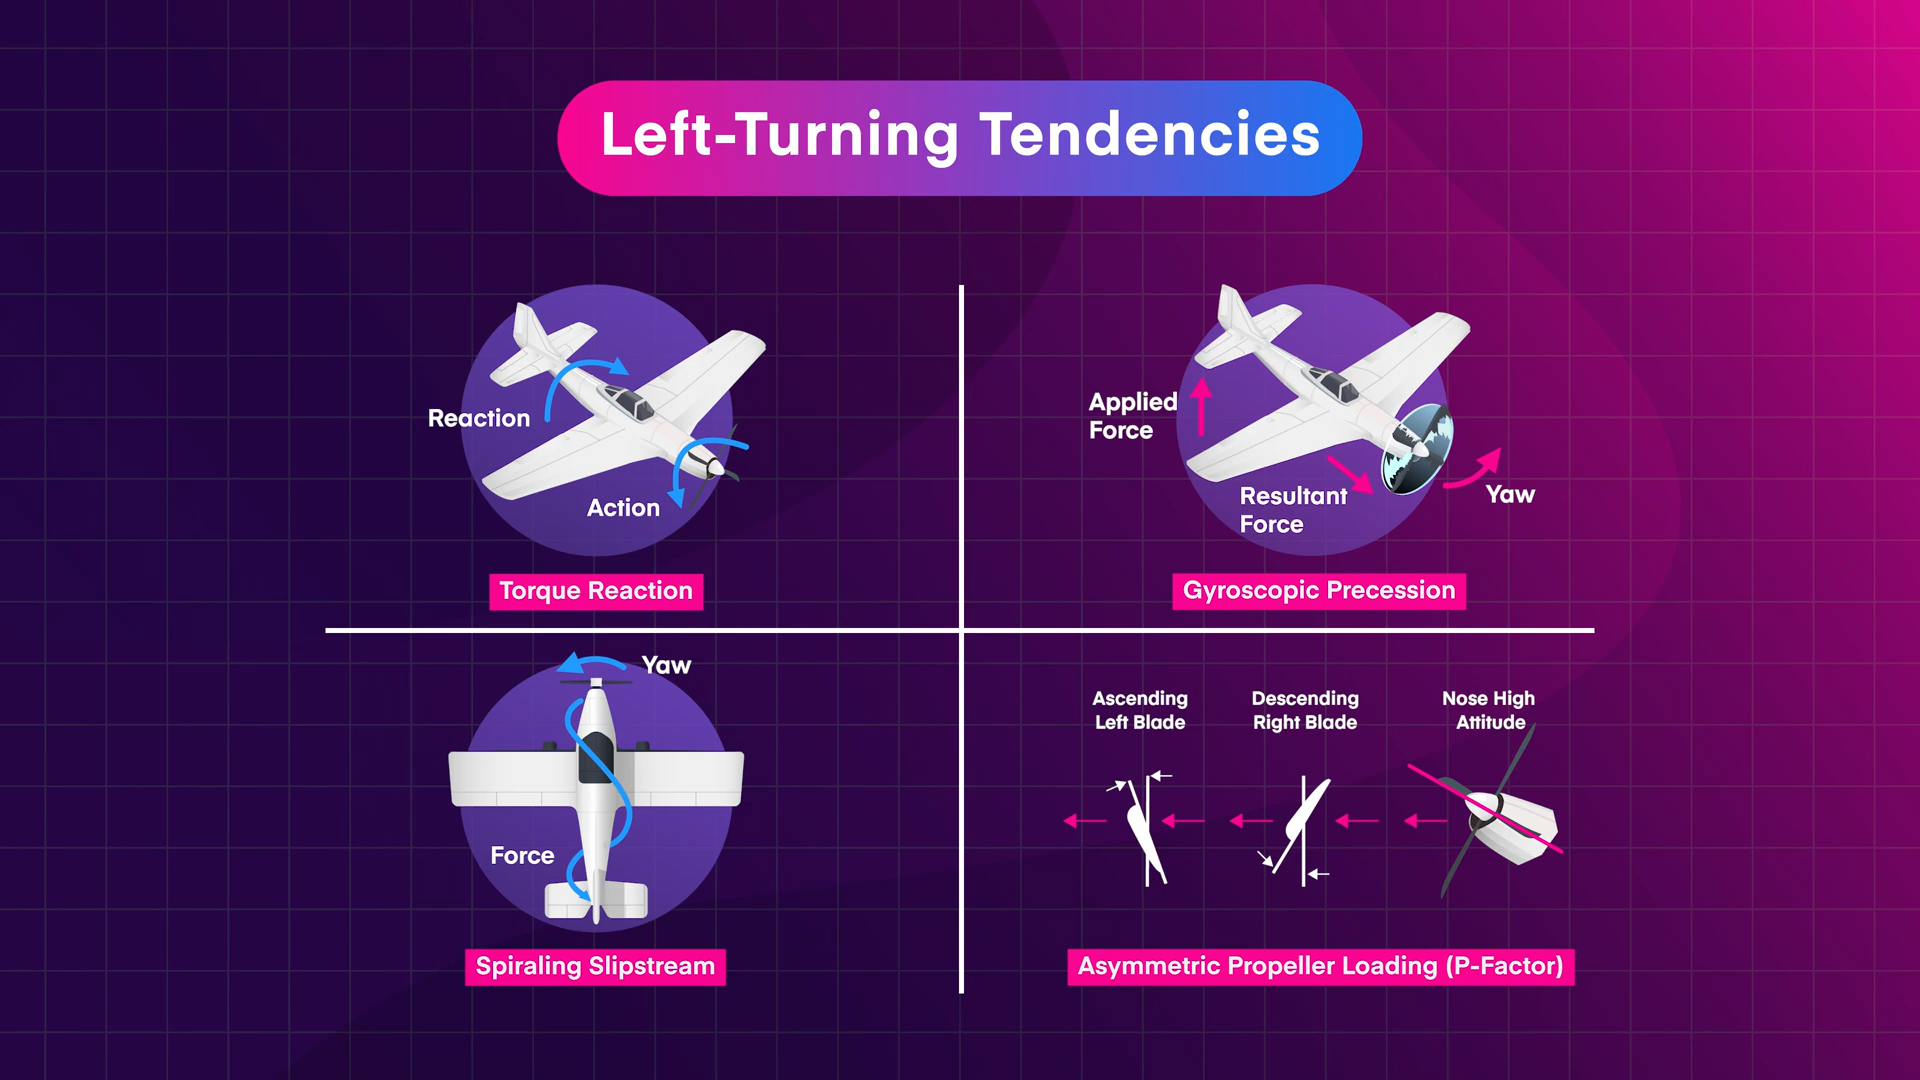 Left-Turning Tendencies
Reaction
Action
Torque Reaction
Applied
Force
Resultant
Force
Yaw
Gyroscopic Precession
Yaw
Force
Spiraling Slipstream
Ascending
Left Blade
Descending
Right Blade
Nose High
Attitude
Asymmetric Propeller Loading (P-Factor)